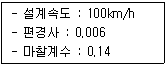 - 설계속도 : 100km/h
- 편경사 : 0.006
- 마찰계수 : 0.14